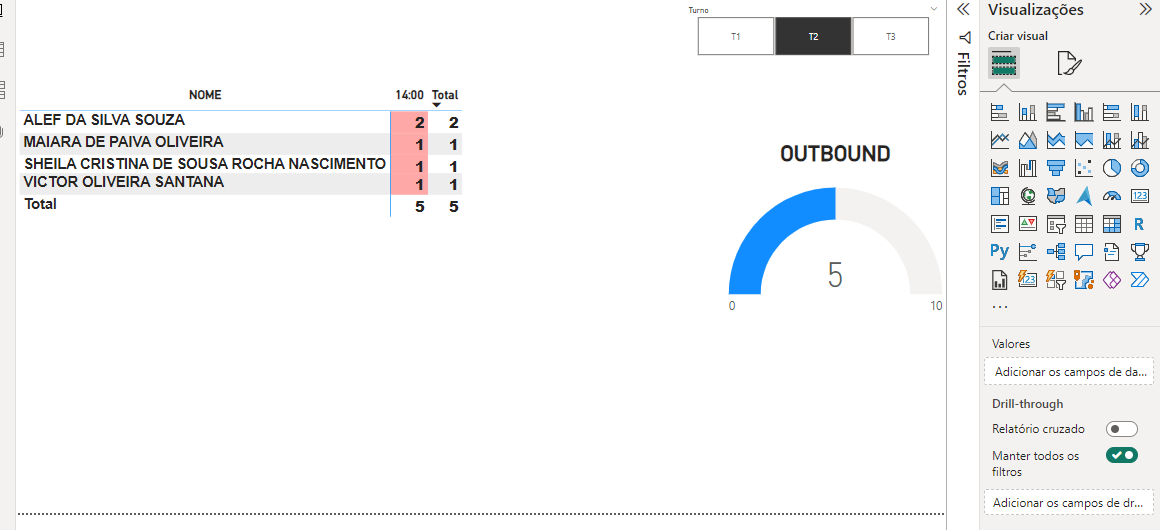 Turno
T1 T2 T3
NOME 14:00 Total
ALEF DA SILVA SOUZA 2 2
MAIARA DE PAIVA OLIVEIRA 1 1
SHEILA CRISTINA DE SOUSA ROCHA NASCIMENTO 1 1
VICTOR OLIVEIRA SANTANA 1 1
Total 5 5
OUTBOUND
5
0 10
Filtros
Visualizações
Criar visual
123
R
Py
123
...
Valores
Adicionar os campos de da...
Drill-through
Relatório cruzado
Manter todos os
filtros
Adicionar os campos de dr...